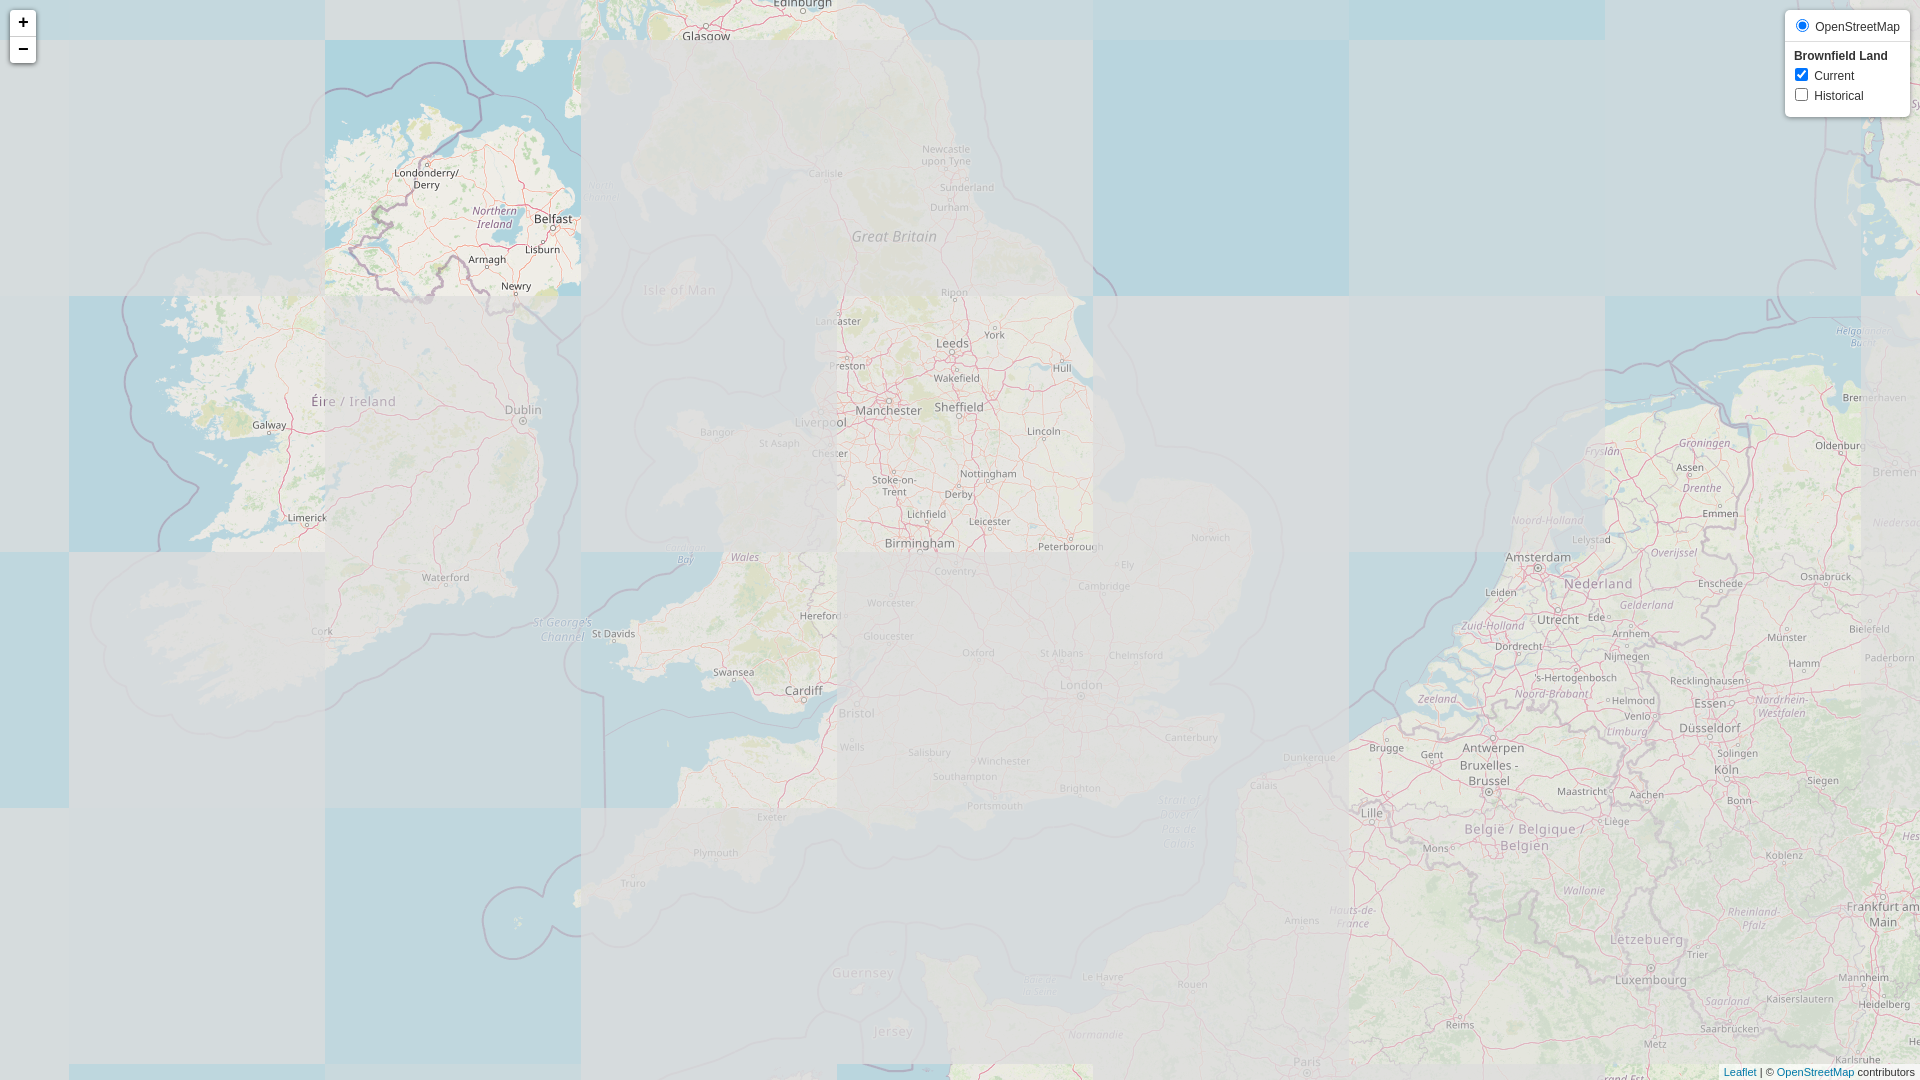 +
−
OpenStreetMap
Brownfield Land
Current
Historical
Edinburgh
Glasgow
Londonderry/
Derry
Northern
Ireland
Belfast
Lisburn
Armagh
Newry
Newcastle
upon Tyne
Carlisle
Sunderland
Durham
Great Britain
Isle of Man
Ripon
Lancaster
York
Leeds
Preston
Wakefield
Hull
Manchester
Sheffield
Liverpool
Lincoln
Bangor
St Asaph
Chester
Stoke-on-
Trent
Nottingham
Derby
Lichfield
Leicester
Birmingham
Peterborough
Norwich
Éire / Ireland
Dublin
Galway
Limerick
Waterford
Cork
St George's
Channel
Bay
Wales
St Davids
Swansea
Cardiff
Hereford
Coventry
Ely
Cambridge
Worcester
Gloucester
Oxford
St Albans
Chelmsford
London
Bristol
Wells
Salisbury
Winchester
Southampton
Portsmouth
Brighton
Canterbury
Exeter
Plymouth
Truro
Guernsey
Jersey
Dunkerque
Calais
Strait of
Calais
Lille
Hauts-de-
France
Amiens
Le Havre
Rouen
Normandie
Paris
Reims
Bremerhaven
Oldenburg
Bremen
Groningen
Fryslân
Assen
Drenthe
Emmen
Noord-Holland
Lelystad
Overijssel
Amsterdam
Nederland
Enschede
Osnabrück
Leiden
Gelderland
Utrecht
Ede
Zuid-Holland
Arnhem
Münster
Bielefeld
Dordrecht
Nijmegen
Hamm
Paderborn
's-Hertogenbosch
Recklinghausen
Zeeland
Noord-Brabant
Helmond
Essen
Nordrhein-
Westfalen
Venlo
Limburg
Düsseldorf
Brugge
Antwerpen
Gent
Solingen
Bruxelles -
Brussel
Köln
Maastricht
Aachen
Siegen
Bonn
Liège
België / Belgique /
Belgien
Mons
Koblenz
Wallonie
Frankfurt am
Main
Rheinland-
Pfalz
Lëtzebuerg
Trier
Luxembourg
Mannheim
Saarland
Kaiserslautern
Heidelberg
Saarbrücken
Metz
Karlsruhe
Leaflet | © OpenStreetMap contributors